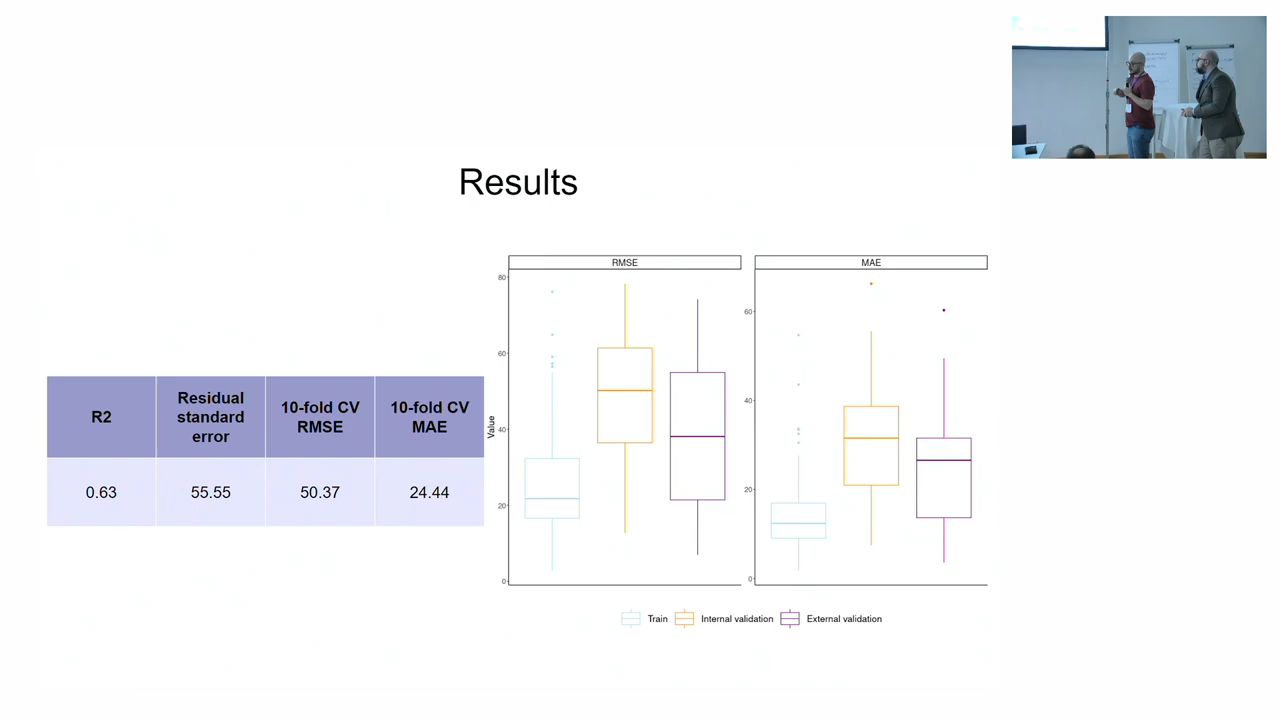 Results
R2
Residual
standard
error
10-fold CV
RMSE
10-fold CV
MAE
0.63
55.55
50.37
24.44
RMSE
MAE
Value
80
60
40
20
0
60
40
20
0
Train
Internal validation
External validation